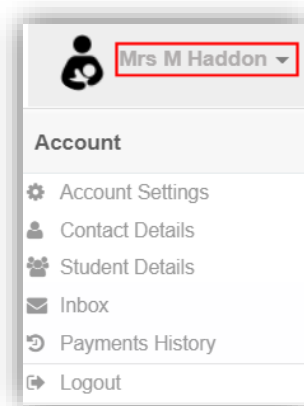 Mrs M Haddon
Account
Account Settings
Contact Details
Student Details
Inbox
Payments History
Logout